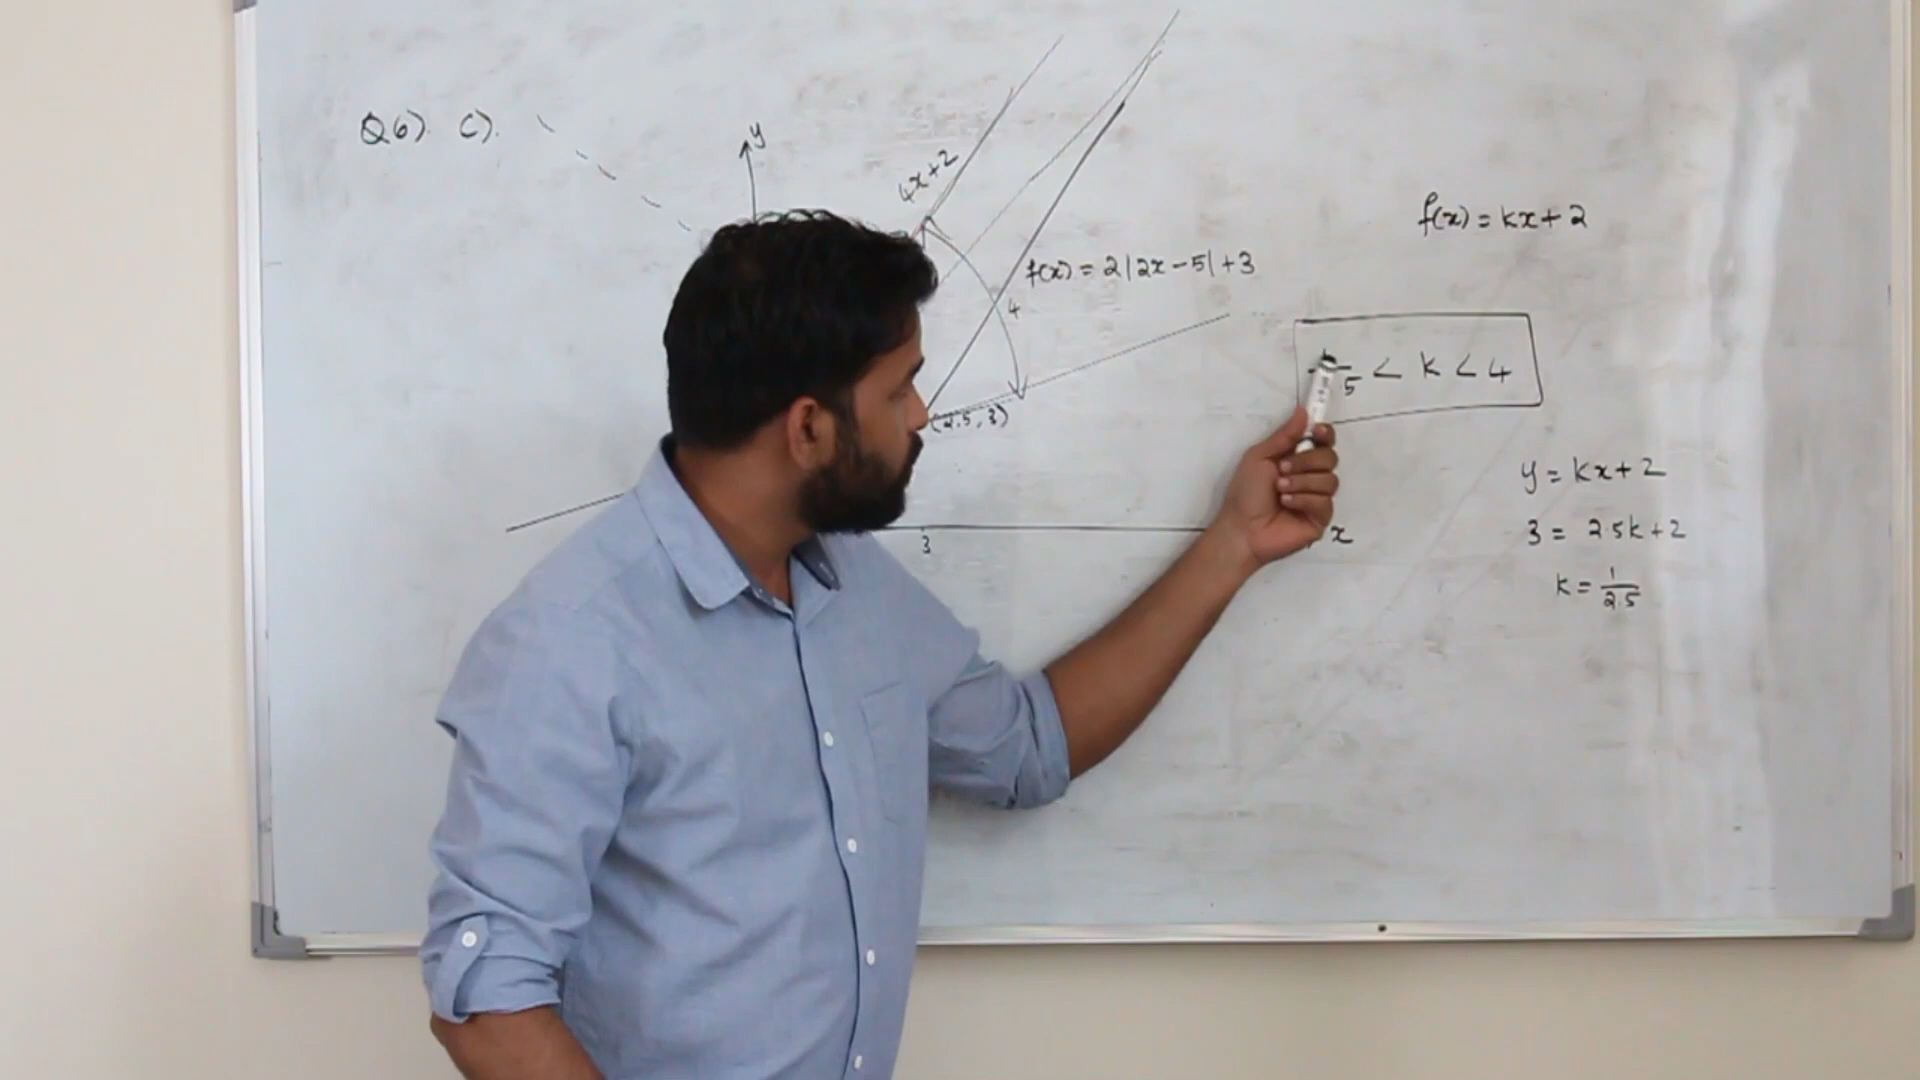 Q6). c).
y
4x+2
f(x) = kx + 2
f(x) = 2|2x - 5| + 3
4
5 < k < 4
(2.5, 3)
y = kx + 2
3 = 2.5k + 2
3
x
k = 1/2.5